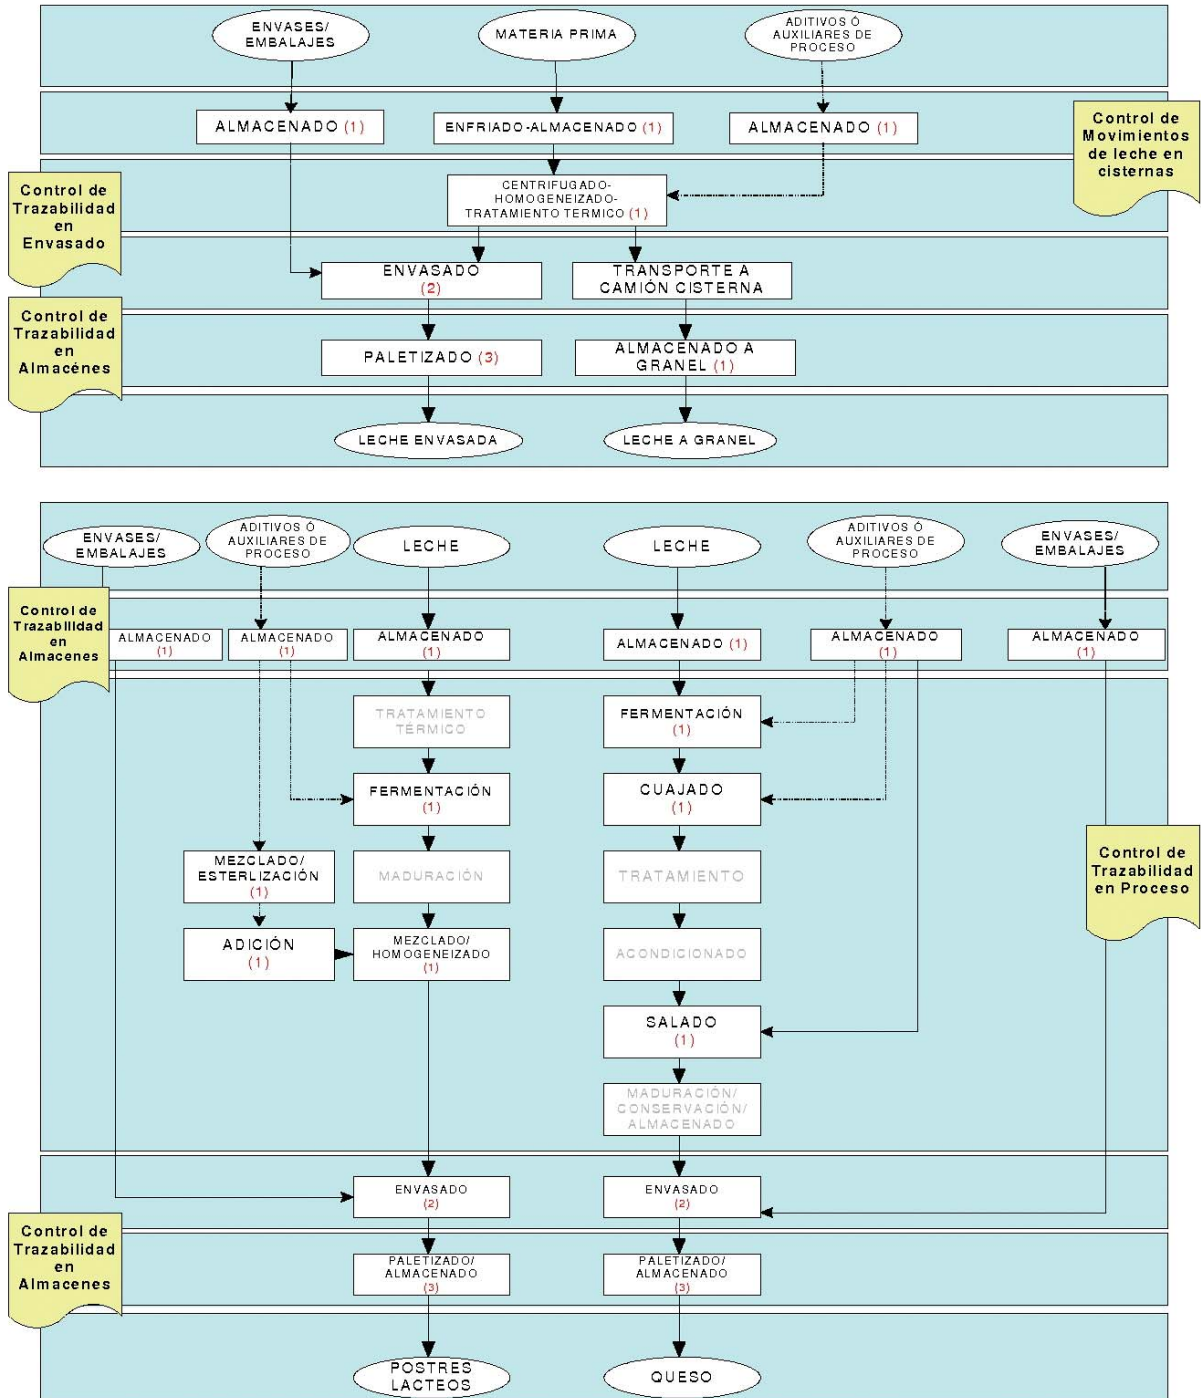 ENVASES/
EMBALAJES
MATERIA PRIMA
ADITIVOS Ó
AUXILIARES DE
PROCESO
ALMACENADO (1)
ENFRIADO-ALMACENADO (1)
ALMACENADO (1)
Control de
Movimientos
de leche en
cisternas
Control de
Trazabilidad
en
Envasado
CENTRIFUGADO-
HOMOGENEIZADO-
TRATAMIENTO TERMICO (1)
ENVASADO
(2)
TRANSPORTE A
CAMIÓN CISTERNA
Control de
Trazabilidad
en
Almacénes
PALETIZADO (3)
ALMACENADO A
GRANEL (1)
LECHE ENVASADA
LECHE A GRANEL
ENVASES/
EMBALAJES
ADITIVOS Ó
AUXILIARES DE
PROCESO
LECHE
LECHE
ADITIVOS Ó
AUXILIARES DE
PROCESO
ENVASES/
EMBALAJES
Control de
Trazabilidad
en
Almacenes
ALMACENADO
(1)
ALMACENADO
(1)
ALMACENADO
(1)
ALMACENADO (1)
ALMACENADO
(1)
ALMACENADO
(1)
TRATAMIENTO
TÉRMICO
FERMENTACIÓN
(1)
FERMENTACIÓN
(1)
CUAJADO
(1)
MEZCLADO/
ESTERLIZACIÓN
(1)
MADURACIÓN
TRATAMIENTO
Control de
Trazabilidad
en Proceso
ADICIÓN
(1)
MEZCLADO/
HOMOGENEIZADO
(1)
ACONDICIONADO
SALADO
(1)
MADURACIÓN/
CONSERVACIÓN/
ALMACENADO
ENVASADO
(2)
ENVASADO
(2)
Control de
Trazabilidad
en
Almacenes
PALETIZADO/
ALMACENADO
(3)
PALETIZADO/
ALMACENADO
(3)
POSTRES
LACTEOS
QUESO